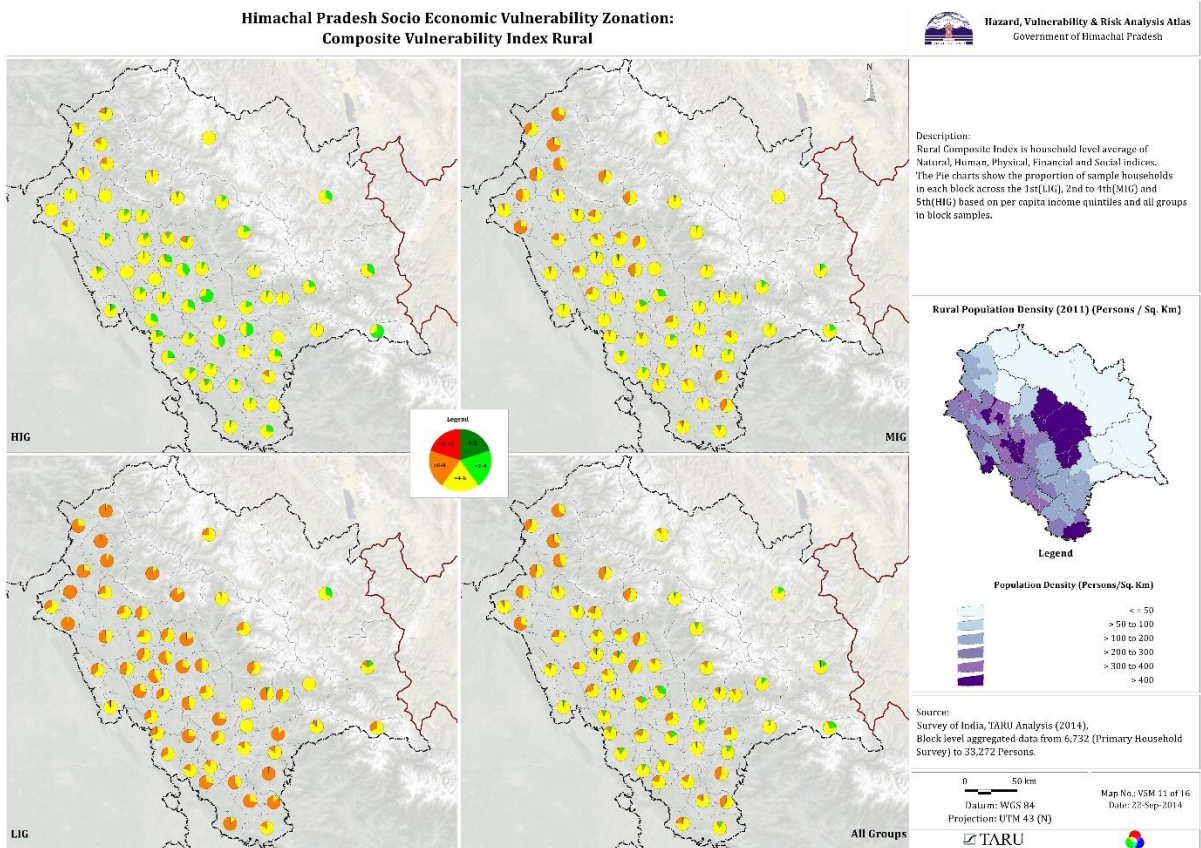 Himachal Pradesh Socio Economic Vulnerability Zonation:
Composite Vulnerability Index Rural
Hazard, Vulnerability & Risk Analysis Atlas
Government of Himachal Pradesh
N
Description:
Rural Composite Index is household level average of
Natural, Human, Physical, Financial and Social indices.
The Pie charts show the proportion of sample households
in each block across the 1st(LIG), 2nd to 4th(MIG) and
5th(HIG) based on per capita income quintiles and all groups
in block samples.
HIG
MIG
Legend
>4-6
LIG
All Groups
Rural Population Density (2011) (Persons / Sq. Km)
Legend
Population Density (Persons/Sq. Km)
< = 50
> 50 to 100
> 100 to 200
> 200 to 300
> 300 to 400
> 400
Source:
Survey of India, TARU Analysis (2014),
Block level aggregated data from 6,732 (Primary Household
Survey) to 33,272 Persons.
0 50 km
Datum: WGS 84
Projection: UTM 43 (N)
Map No.: VSM 11 of 16
Date: 22-Sep-2014
TARU